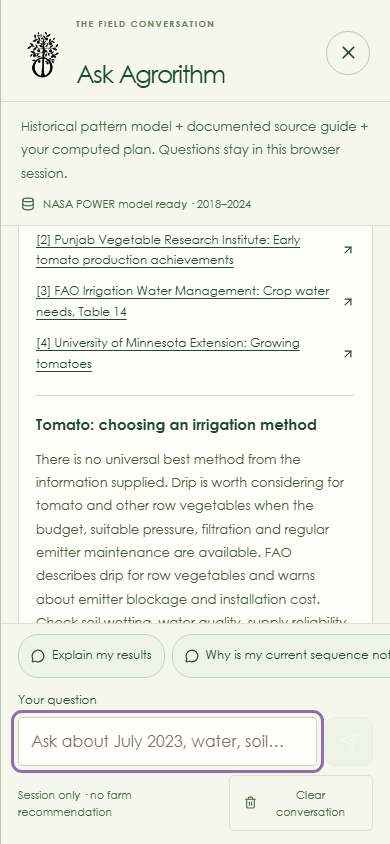 THE FIELD CONVERSATION
Ask Agrorithm
Historical pattern model + documented source guide +
your computed plan. Questions stay in this browser
session.
NASA POWER model ready · 2018–2024
[2] Punjab Vegetable Research Institute: Early
tomato production achievements
[3] FAO Irrigation Water Management: Crop water
needs, Table 14
[4] University of Minnesota Extension: Growing
tomatoes
Tomato: choosing an irrigation method
There is no universal best method from the
information supplied. Drip is worth considering for
tomato and other row vegetables when the
budget, suitable pressure, filtration and regular
emitter maintenance are available. FAO
describes drip for row vegetables and warns
about emitter blockage and installation cost.
Check soil wetting, water quality, supply reliability,
Explain my results
Why is my current sequence not
Your question
Ask about July 2023, water, soil…
Session only · no farm
recommendation
Clear
conversation